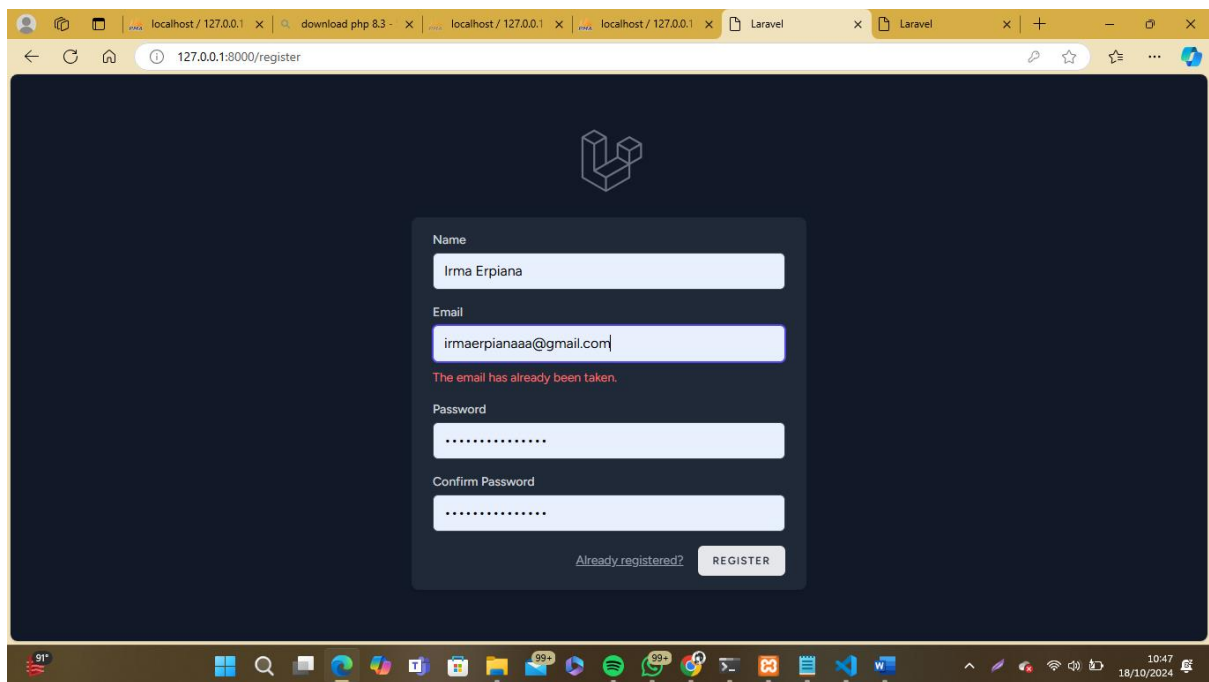 localhost / 127.0.0.1
download php 8.3 -
localhost / 127.0.0.1
localhost / 127.0.0.1
Laravel
Laravel
127.0.0.1:8000/register
Name
Irma Erpiana
Email
irmaerpianaaa@gmail.com
The email has already been taken.
Password
Confirm Password
Already registered?
REGISTER
91°
99+
99+
10:47
18/10/2024